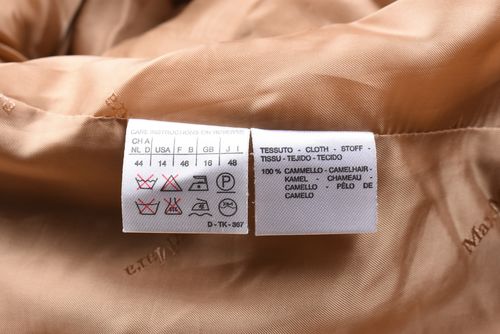 CARE INSTRUCTIONS ON REVERSE
CH A
NL D USA F B GB J I
44 14 46 16 48
P
D - TK - 867
TESSUTO - CLOTH - STOFF -
TISSU - TEJIDO - TECIDO
100 % CAMMELLO - CAMELHAIR -
KAMEL - CHAMEAU -
CAMELLO - PÊLO DE
CAMELO